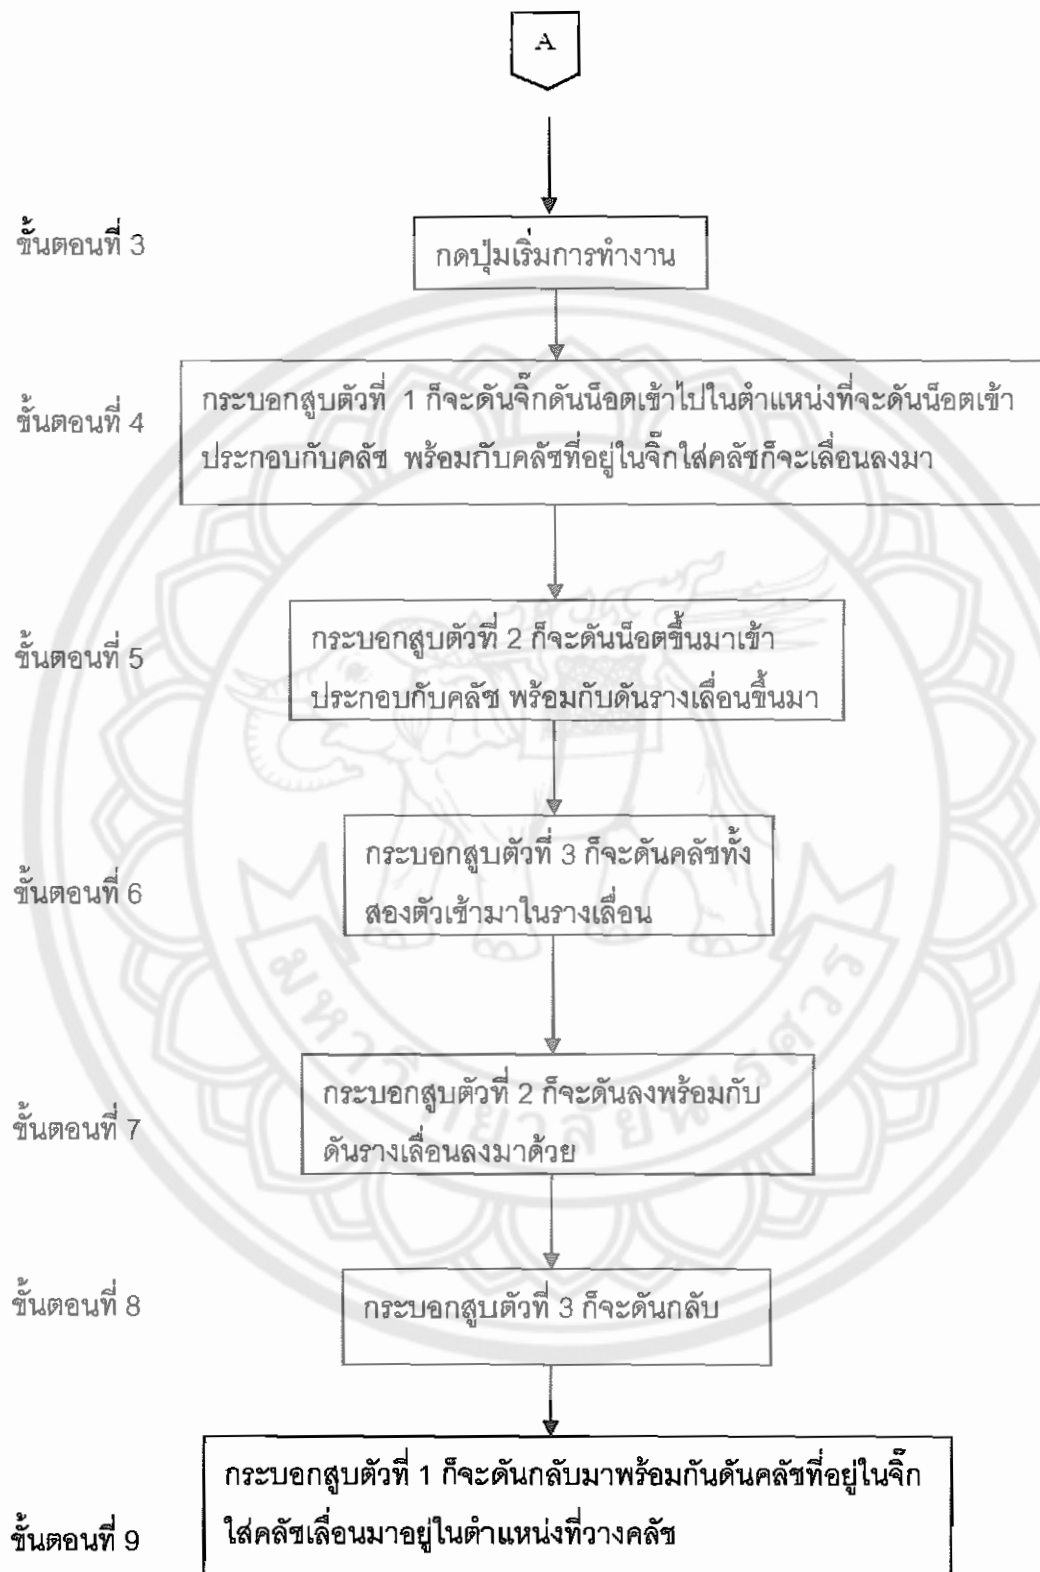 A
ขั้นตอนที่ 3
กดปุ่มเริ่มการทำงาน
ขั้นตอนที่ 4
กระบอกสูบตัวที่ 1 ก็จะดันจิ๊กดันน็อตเข้าไปในตำแหน่งที่จะดันน็อตเข้า
ประกอบกับคลัช พร้อมกับคลัชที่อยู่ในจิ๊กใส่คลัชก็จะเลื่อนลงมา
ขั้นตอนที่ 5
กระบอกสูบตัวที่ 2 ก็จะดันน็อตขึ้นมาเข้า
ประกอบกับคลัช พร้อมกับดันรางเลื่อนขึ้นมา
ขั้นตอนที่ 6
กระบอกสูบตัวที่ 3 ก็จะดันคลัชทั้ง
สองตัวเข้ามาในรางเลื่อน
ขั้นตอนที่ 7
กระบอกสูบตัวที่ 2 ก็จะดันลงพร้อมกับ
ดันรางเลื่อนลงมาด้วย
ขั้นตอนที่ 8
กระบอกสูบตัวที่ 3 ก็จะดันกลับ
ขั้นตอนที่ 9
กระบอกสูบตัวที่ 1 ก็จะดันกลับมาพร้อมกันดันคลัชที่อยู่ในจิ๊ก
ใส่คลัชเลื่อนมาอยู่ในตำแหน่งที่วางคลัช
มหาวิทยาลัยนเรศวร